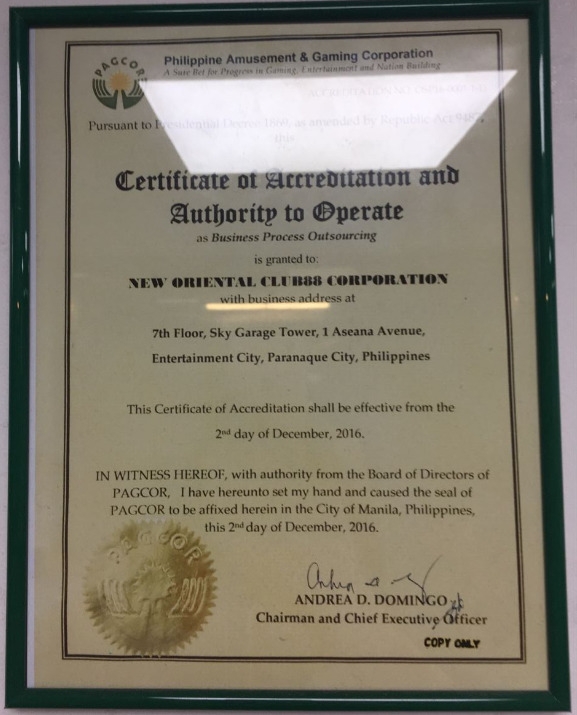 PAGCOR
Philippine Amusement & Gaming Corporation
A Sure Bet for Progress in Gaming, Entertainment and Nation Building
ACCREDITATION NO.
Pursuant to Presidential Decree 1869, as amended by Republic Act
this
Certificate of Accreditation and
Authority to Operate
as Business Process Outsourcing
is granted to:
NEW ORIENTAL CLUB88 CORPORATION
with business address at
7th Floor, Sky Garage Tower, 1 Aseana Avenue,
Entertainment City, Paranaque City, Philippines
This Certificate of Accreditation shall be effective from the
2nd day of December, 2016.
IN WITNESS HEREOF, with authority from the Board of Directors of
PAGCOR, I have hereunto set my hand and caused the seal of
PAGCOR to be affixed herein in the City of Manila, Philippines,
this 2nd day of December, 2016.
PAGCOR
ANDREA D. DOMINGO
Chairman and Chief Executive Officer
COPY ONLY